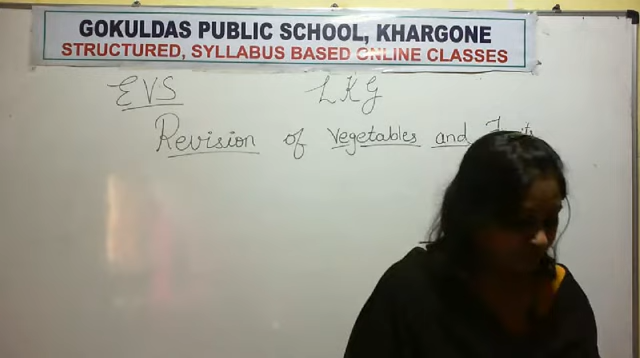 GOKULDAS PUBLIC SCHOOL, KHARGONE
STRUCTURED, SYLLABUS BASED ONLINE CLASSES
EVS LKG
Revision of vegetables and